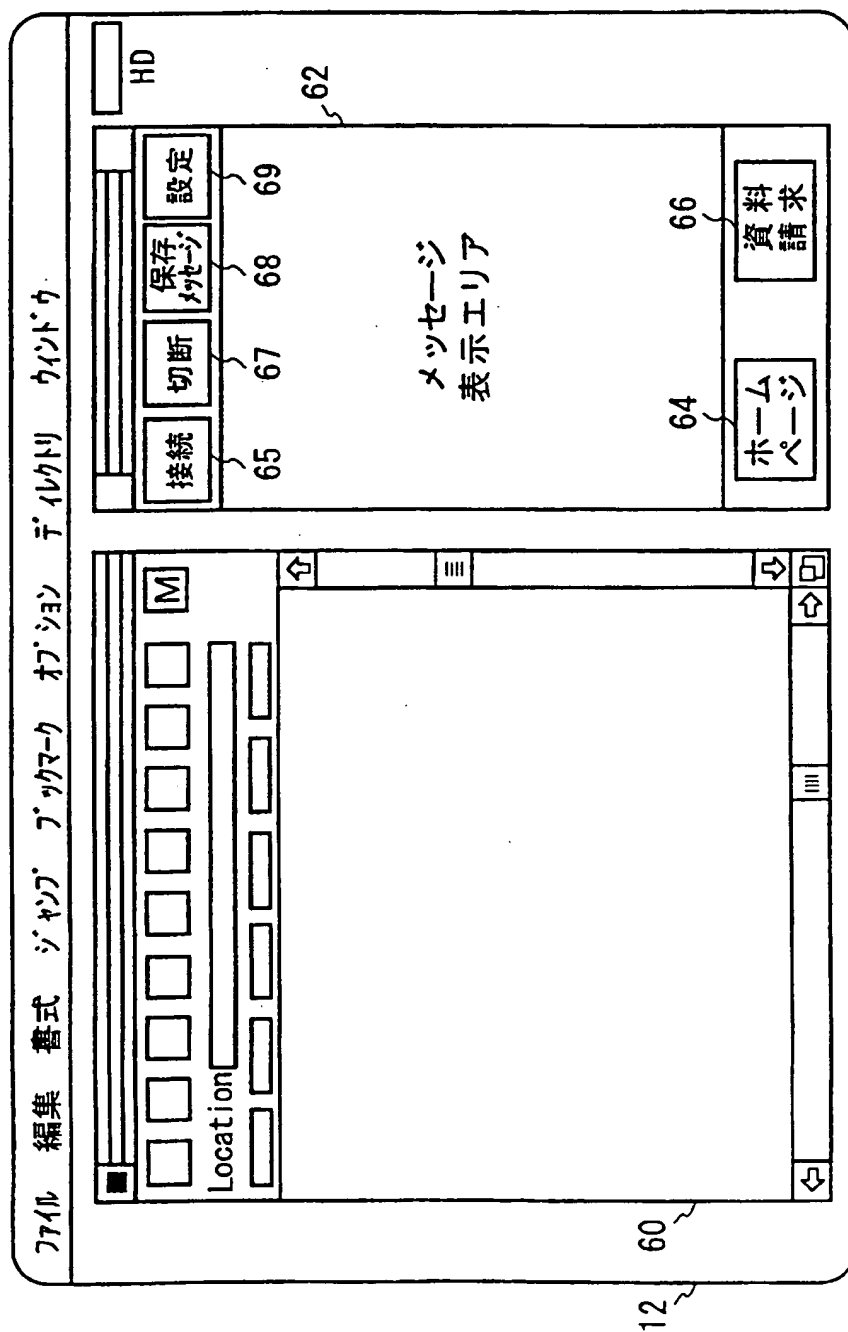 ファイル 編集 書式 ジャンプ ブックマーク オプション ディレクトリ ウィンドウ
HD
M
Location
接続
切断
保存
メッセージ
設定
65
67
68
69
62
メッセージ
表示エリア
64
66
ホーム
ページ
資料
請求
60
12